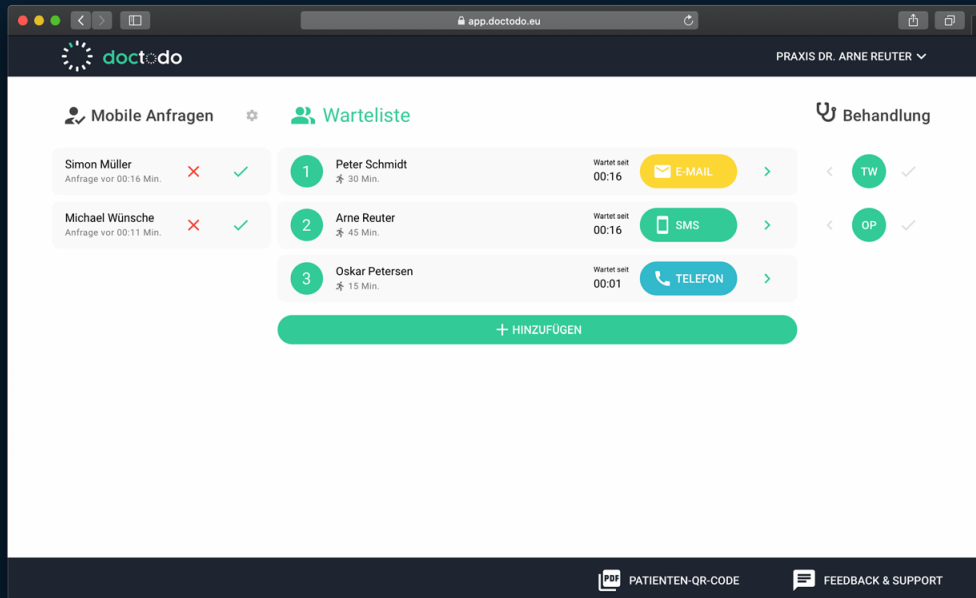 app.doctodo.eu
doctodo
PRAXIS DR. ARNE REUTER
Mobile Anfragen
Simon Müller
Anfrage vor 00:16 Min.
Michael Wünsche
Anfrage vor 00:11 Min.
Warteliste
1
Peter Schmidt
30 Min.
Wartet seit
00:16
E-MAIL
2
Arne Reuter
45 Min.
Wartet seit
00:16
SMS
3
Oskar Petersen
15 Min.
Wartet seit
00:01
TELEFON
+ HINZUFÜGEN
Behandlung
TW
OP
PDF PATIENTEN-QR-CODE
FEEDBACK & SUPPORT